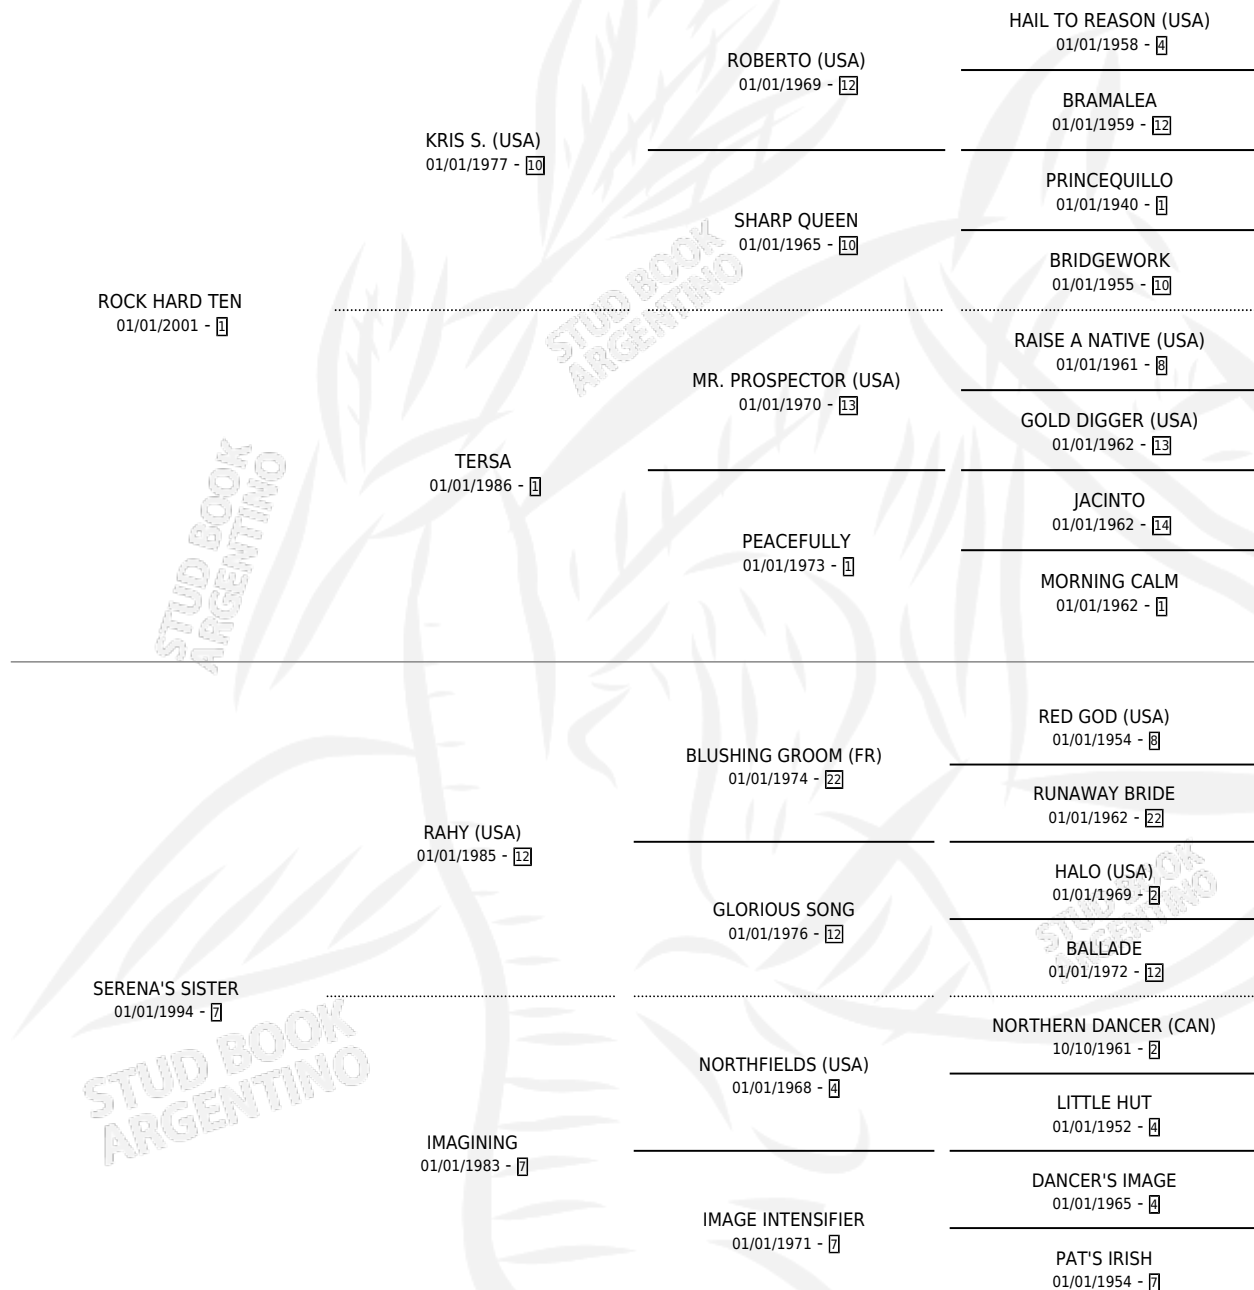 HAIL TO REASON (USA)
01/01/1958 - 4
ROBERTO (USA)
01/01/1969 - 12
BRAMALEA
01/01/1959 - 12
KRIS S. (USA)
01/01/1977 - 10
PRINCEQUILLO
01/01/1940 - 1
SHARP QUEEN
01/01/1965 - 10
BRIDGEWORK
01/01/1955 - 10
ROCK HARD TEN
01/01/2001 - 1
RAISE A NATIVE (USA)
01/01/1961 - 8
MR. PROSPECTOR (USA)
01/01/1970 - 13
GOLD DIGGER (USA)
01/01/1962 - 13
TERSA
01/01/1986 - 1
JACINTO
01/01/1962 - 14
PEACEFULLY
01/01/1973 - 1
MORNING CALM
01/01/1962 - 1
RED GOD (USA)
01/01/1954 - 8
BLUSHING GROOM (FR)
01/01/1974 - 22
RUNAWAY BRIDE
01/01/1962 - 22
RAHY (USA)
01/01/1985 - 12
HALO (USA)
01/01/1969 - 2
GLORIOUS SONG
01/01/1976 - 12
BALLADE
01/01/1972 - 12
SERENA'S SISTER
01/01/1994 - 7
NORTHERN DANCER (CAN)
10/10/1961 - 2
NORTHFIELDS (USA)
01/01/1968 - 4
LITTLE HUT
01/01/1952 - 4
IMAGINING
01/01/1983 - 7
DANCER'S IMAGE
01/01/1965 - 4
IMAGE INTENSIFIER
01/01/1971 - 7
PAT'S IRISH
01/01/1954 - 7
STUD BOOK
ARGENTINO
STUD BOOK
ARGENTINO
STUD BOOK
ARGENTINO
STUD BOOK
ARGENTINO